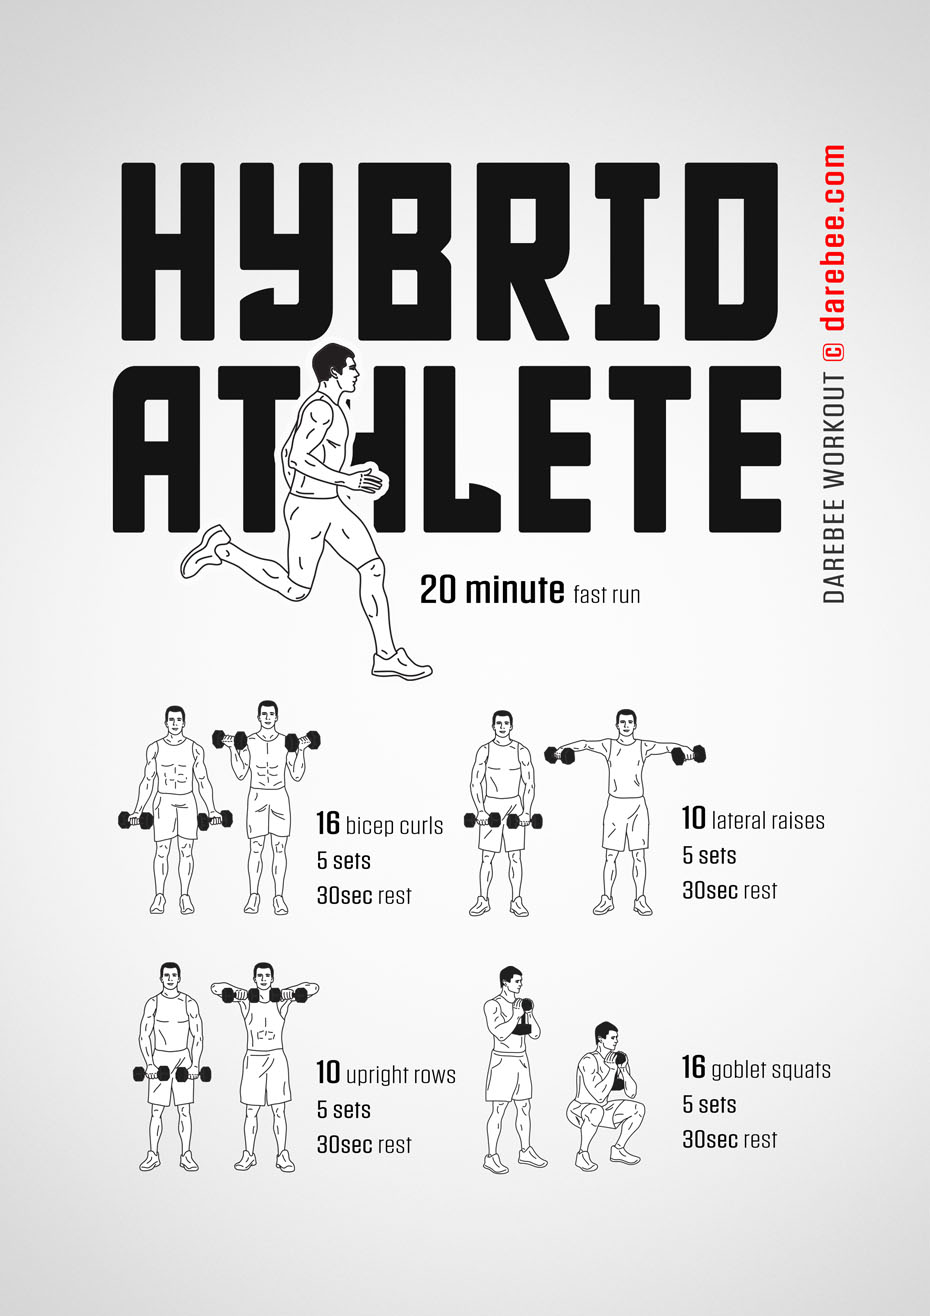 HYBRID
ATHLETE
DAREBEE WORKOUT © darebee.com
20 minute fast run
16 bicep curls
5 sets
30sec rest
10 lateral raises
5 sets
30sec rest
10 upright rows
5 sets
30sec rest
16 goblet squats
5 sets
30sec rest